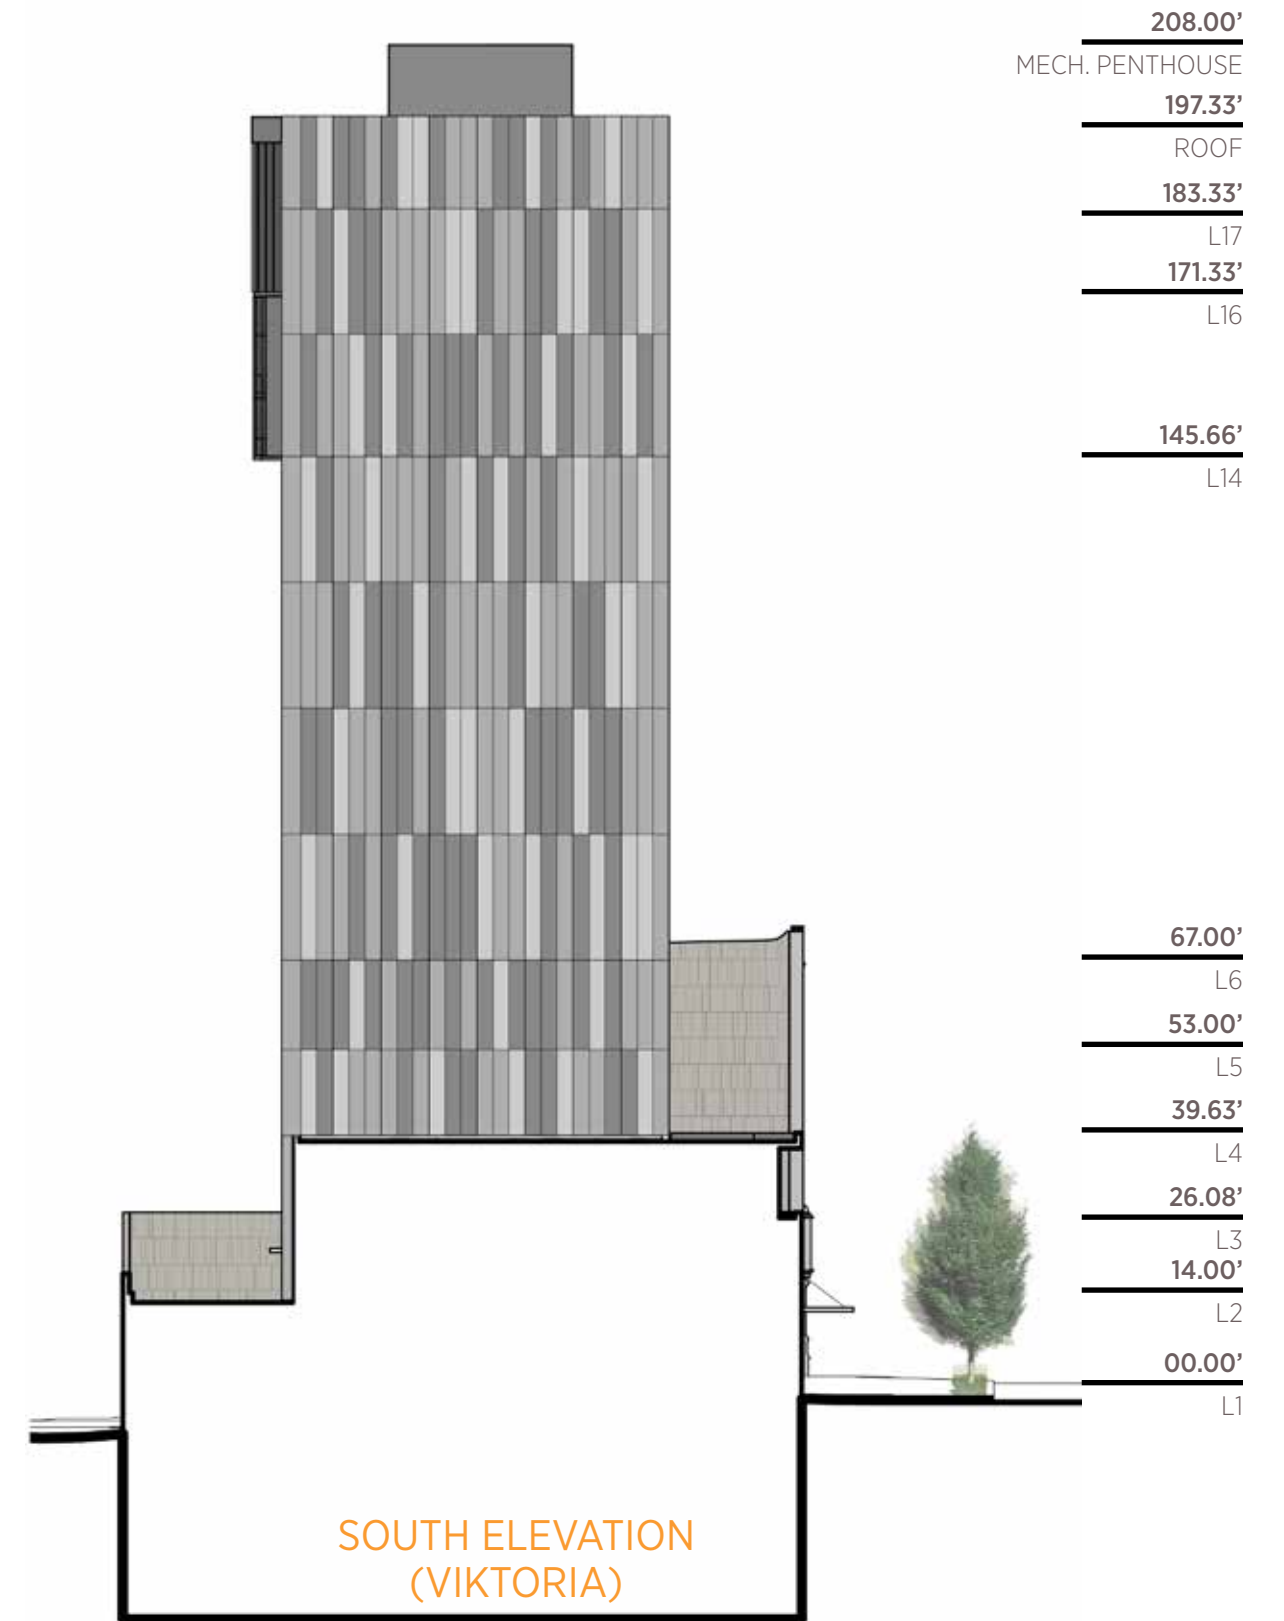 208.00’
MECH. PENTHOUSE
197.33’
ROOF
183.33’
L17
171.33’
L16
145.66’
L14
67.00’
L6
53.00’
L5
39.63’
L4
26.08’
L3
14.00’
L2
00.00’
L1
SOUTH ELEVATION
(VIKTORIA)